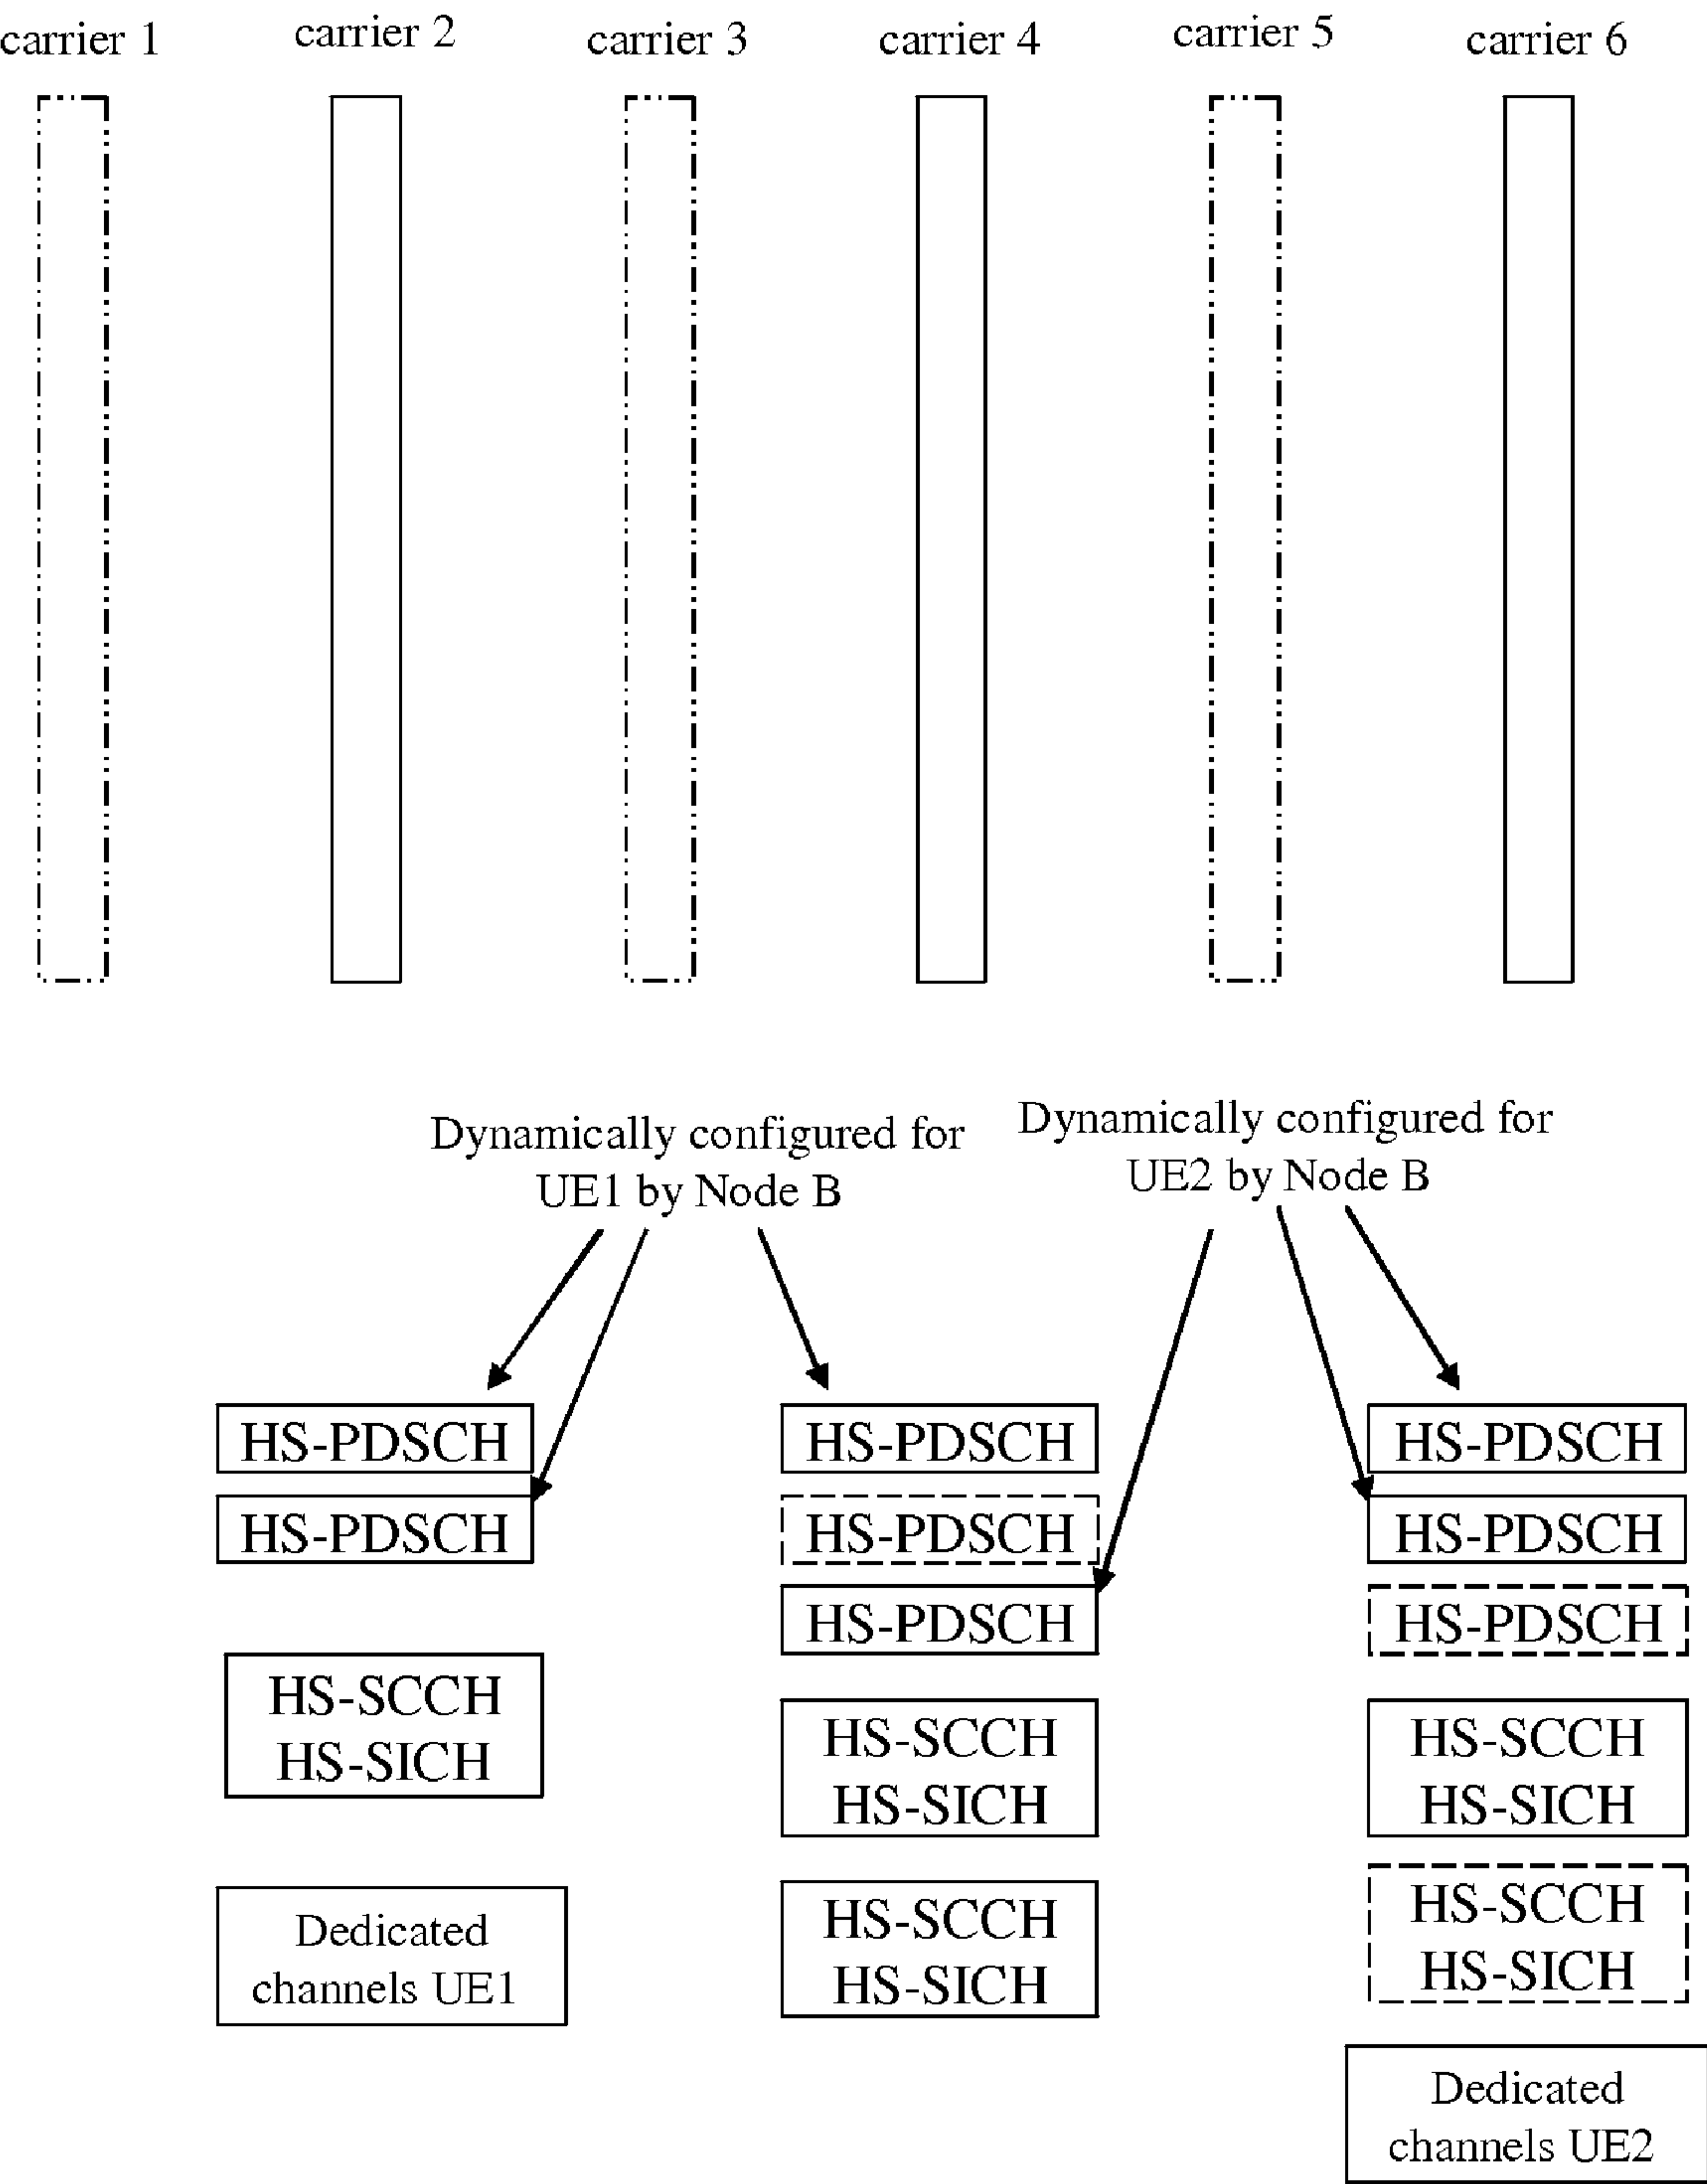 carrier 1
carrier 2
carrier 3
carrier 4
carrier 5
carrier 6
Dynamically configured for
UE1 by Node B
Dynamically configured for
UE2 by Node B
HS-PDSCH
HS-PDSCH
HS-SCCH
HS-SICH
Dedicated
channels UE1
HS-PDSCH
HS-PDSCH
HS-PDSCH
HS-SCCH
HS-SICH
HS-SCCH
HS-SICH
HS-PDSCH
HS-PDSCH
HS-PDSCH
HS-SCCH
HS-SICH
HS-SCCH
HS-SICH
Dedicated
channels UE2